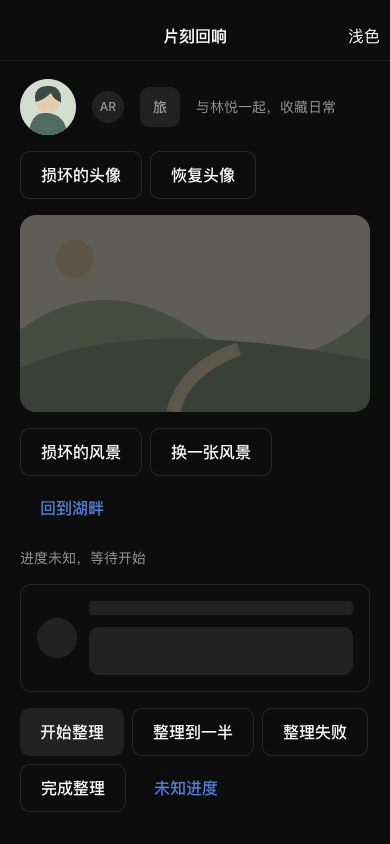 片刻回响 浅色
AR 旅 与林悦一起，收藏日常
损坏的头像 恢复头像
损坏的风景 换一张风景
回到湖畔
进度未知，等待开始
开始整理 整理到一半 整理失败
完成整理 未知进度